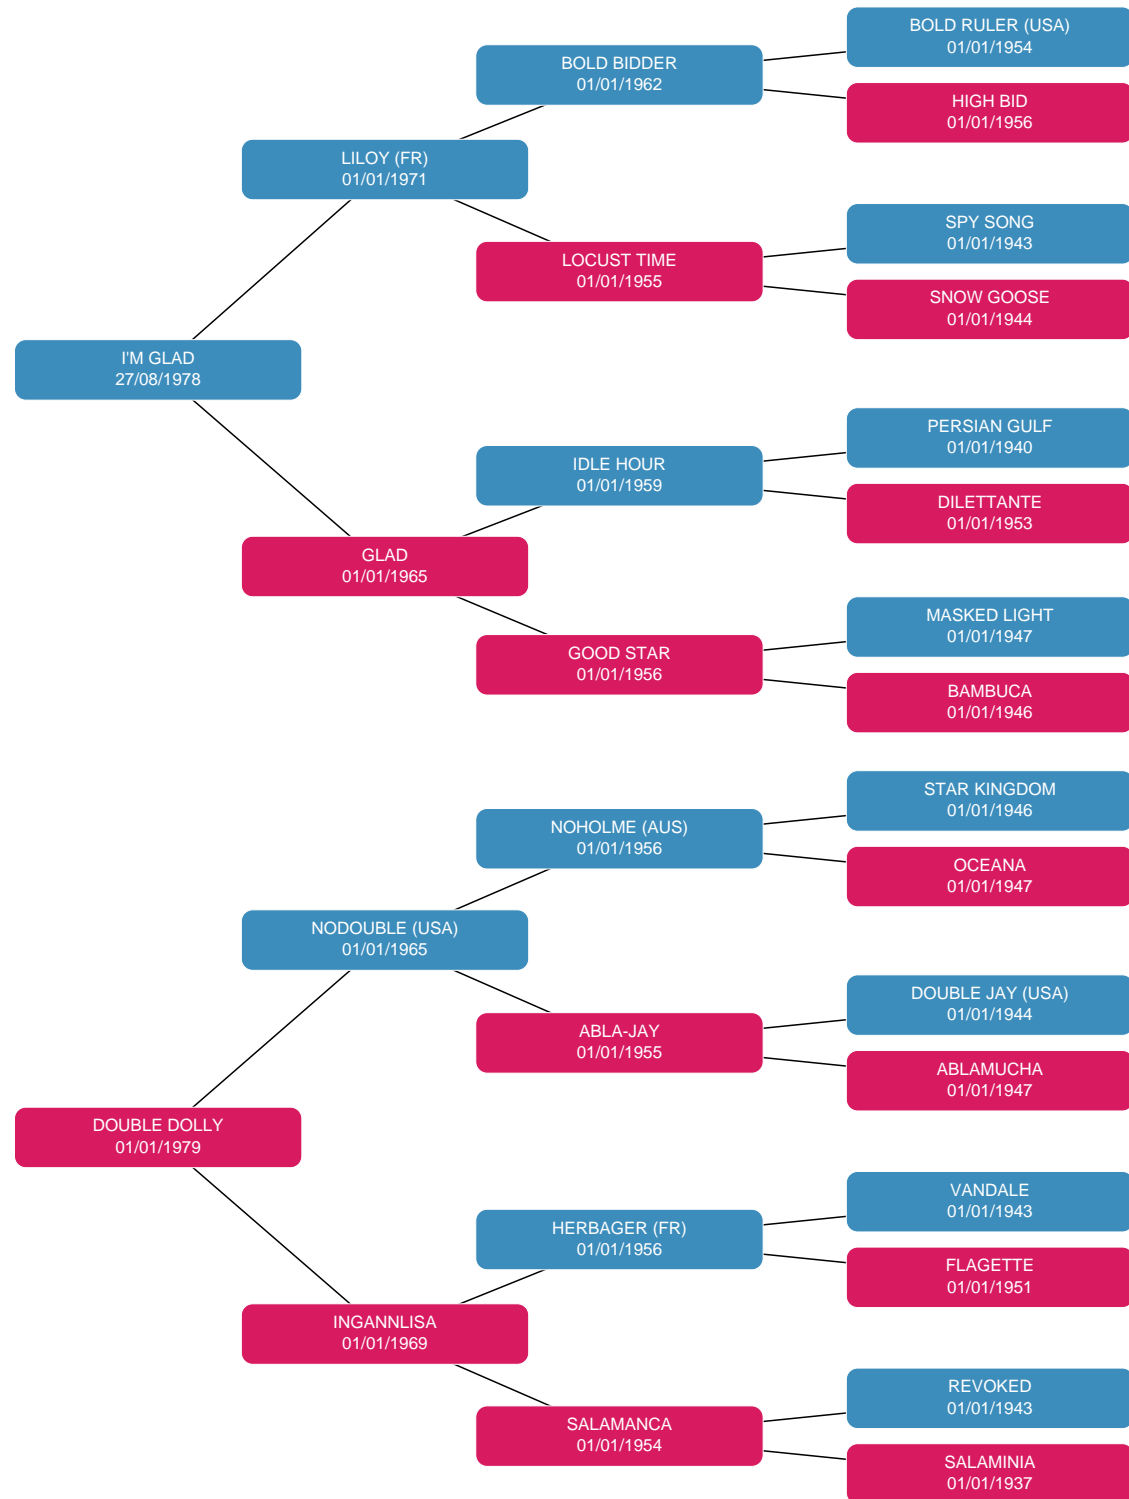 BOLD RULER (USA)
01/01/1954
BOLD BIDDER
01/01/1962
HIGH BID
01/01/1956
LILOY (FR)
01/01/1971
SPY SONG
01/01/1943
LOCUST TIME
01/01/1955
SNOW GOOSE
01/01/1944
I'M GLAD
27/08/1978
PERSIAN GULF
01/01/1940
IDLE HOUR
01/01/1959
DILETTANTE
01/01/1953
GLAD
01/01/1965
MASKED LIGHT
01/01/1947
GOOD STAR
01/01/1956
BAMBUCA
01/01/1946
STAR KINGDOM
01/01/1946
NOHOLME (AUS)
01/01/1956
OCEANA
01/01/1947
NODOUBLE (USA)
01/01/1965
DOUBLE JAY (USA)
01/01/1944
ABLA-JAY
01/01/1955
ABLAMUCHA
01/01/1947
DOUBLE DOLLY
01/01/1979
VANDALE
01/01/1943
HERBAGER (FR)
01/01/1956
FLAGETTE
01/01/1951
INGANNLISA
01/01/1969
REVOKED
01/01/1943
SALAMANCA
01/01/1954
SALAMINIA
01/01/1937